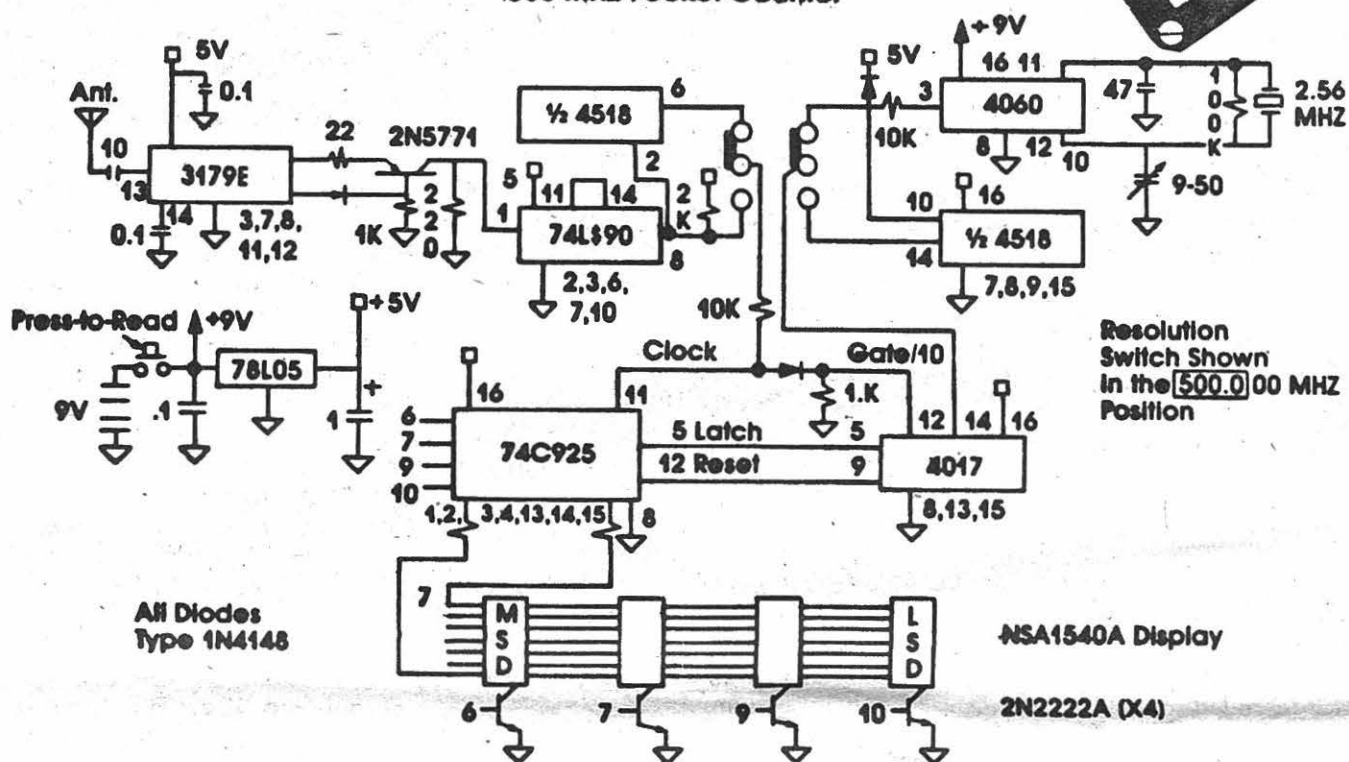 5V
0.1
Ant.
10
13
3179E
14
0.1
3,7,8,
11,12
22
2N5771
1K
2
2
0
½ 4518
6
2
5
11
14
1
74LS90
8
2
K
2,3,6,
7,10
+9V
16 11
5V
3
10K
4060
8
12
10
47
1
0
0
K
2.56
MHZ
9-50
10
16
½ 4518
14
7,8,9,15
Press-to-Read
+9V
+5V
78L05
9V
.1
1
+
10K
Clock
Gate/10
1.K
Resolution
Switch Shown
in the 500.0 00 MHZ
Position
16
11
6
7
9
10
74C925
5 Latch
5
12 Reset
9
12
14
16
4017
8,13,15
1,2,
3,4,13,14,15
8
7
All Diodes
Type 1N4148
M
S
D
L
S
D
NSA1540A Display
6
7
9
10
2N2222A (X4)